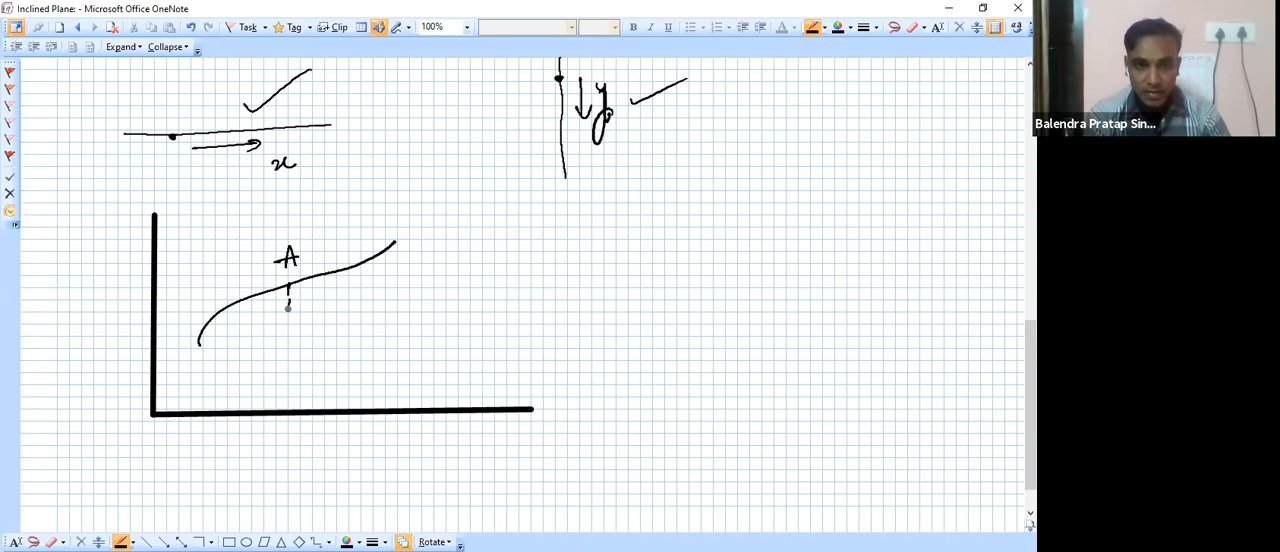 Inclined Plane: - Microsoft Office OneNote
Task Tag Clip 100% B I U A
Expand Collapse
x
y
A
Balendra Pratap Sin...
Rotate